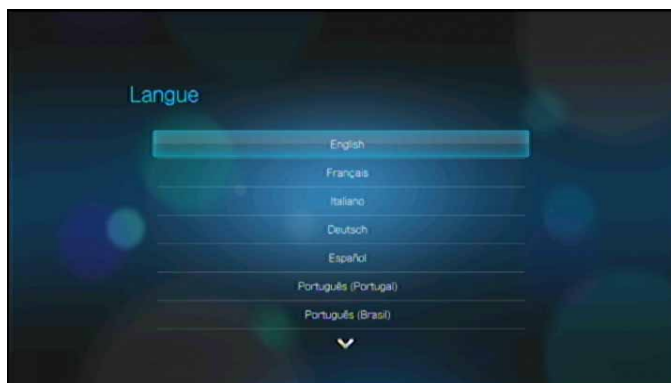 Langue
English
Français
Italiano
Deutsch
Español
Português (Portugal)
Português (Brasil)